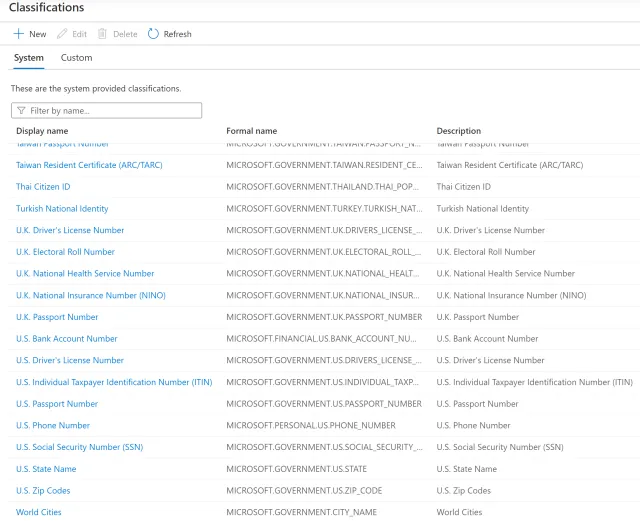 Classifications
New Edit Delete Refresh
System Custom
These are the system provided classifications.
Filter by name...
Display name Formal name Description
Taiwan Passport Number MICROSOFT.GOVERNMENT.TAIWAN.PASSPORT_N... Taiwan Passport Number
Taiwan Resident Certificate (ARC/TARC) MICROSOFT.GOVERNMENT.TAIWAN.RESIDENT_CE... Taiwan Resident Certificate (ARC/TARC)
Thai Citizen ID MICROSOFT.GOVERNMENT.THAILAND.THAI_POP... Thai Citizen ID
Turkish National Identity MICROSOFT.GOVERNMENT.TURKEY.TURKISH_NAT... Turkish National Identity
U.K. Driver's License Number MICROSOFT.GOVERNMENT.UK.DRIVERS_LICENSE_... U.K. Driver's License Number
U.K. Electoral Roll Number MICROSOFT.GOVERNMENT.UK.ELECTORAL_ROLL_... U.K. Electoral Roll Number
U.K. National Health Service Number MICROSOFT.GOVERNMENT.UK.NATIONAL_HEALT... U.K. National Health Service Number
U.K. National Insurance Number (NINO) MICROSOFT.GOVERNMENT.UK.NATIONAL_INSUR... U.K. National Insurance Number (NINO)
U.K. Passport Number MICROSOFT.GOVERNMENT.UK.PASSPORT_NUMBER U.K. Passport Number
U.S. Bank Account Number MICROSOFT.FINANCIAL.US.BANK_ACCOUNT_NU... U.S. Bank Account Number
U.S. Driver's License Number MICROSOFT.GOVERNMENT.US.DRIVERS_LICENSE_... U.S. Driver's License Number
U.S. Individual Taxpayer Identification Number (ITIN) MICROSOFT.GOVERNMENT.US.INDIVIDUAL_TAXP... U.S. Individual Taxpayer Identification Number (ITIN)
U.S. Passport Number MICROSOFT.GOVERNMENT.US.PASSPORT_NUMBER U.S. Passport Number
U.S. Phone Number MICROSOFT.PERSONAL.US.PHONE_NUMBER U.S. Phone Number
U.S. Social Security Number (SSN) MICROSOFT.GOVERNMENT.US.SOCIAL_SECURITY_... U.S. Social Security Number (SSN)
U.S. State Name MICROSOFT.GOVERNMENT.US.STATE U.S. State Name
U.S. Zip Codes MICROSOFT.GOVERNMENT.US.ZIP_CODE U.S. Zip Codes
World Cities MICROSOFT.GOVERNMENT.CITY_NAME World Cities